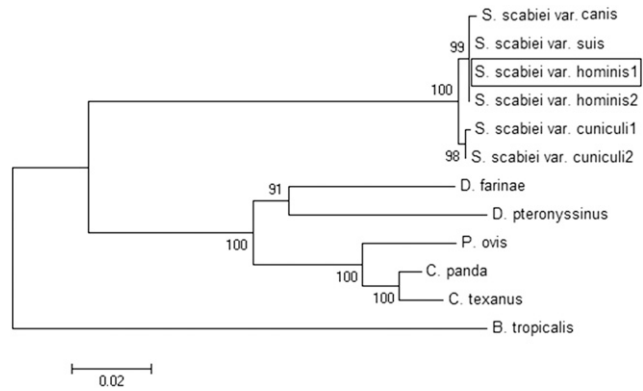 S. scabiei var. canis
99
S. scabiei var. suis
S. scabiei var. hominis1
100
S. scabiei var. hominis2
S. scabiei var. cuniculi1
98
S. scabiei var. cuniculi2
91
D. farinae
D. pteronyssinus
100
P. ovis
100
C. panda
100
C. texanus
B. tropicalis
0.02